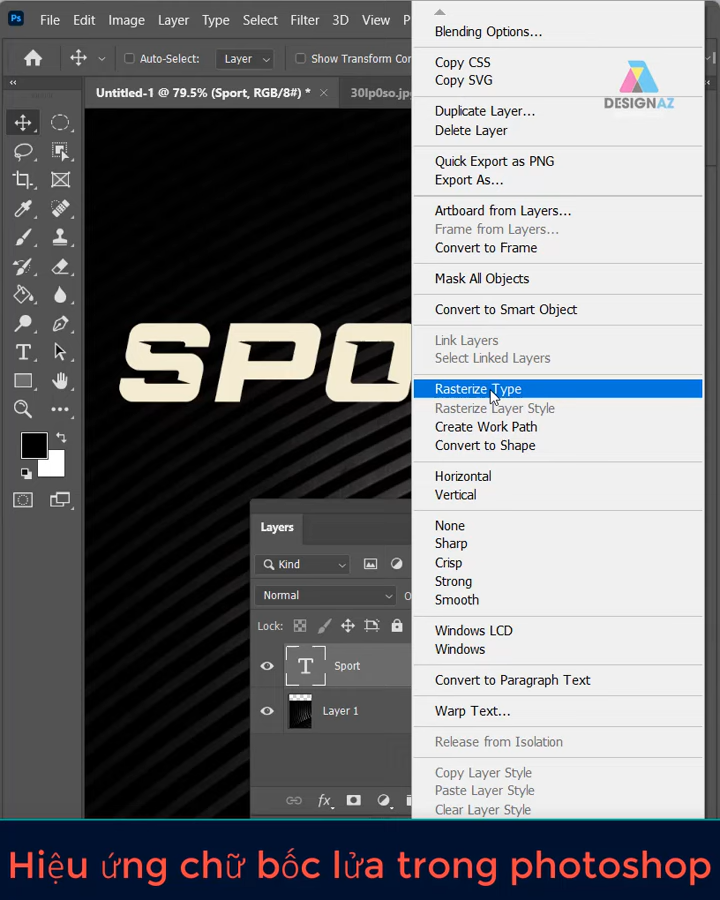 Ps File Edit Image Layer Type Select Filter 3D View
Auto-Select: Layer Show Transform
Untitled-1 @ 79.5% (Sport, RGB/8#) *
Blending Options...
Copy CSS
Copy SVG
DESIGNAZ
Duplicate Layer...
Delete Layer
Quick Export as PNG
Export As...
Artboard from Layers...
Frame from Layers...
Convert to Frame
Mask All Objects
Convert to Smart Object
Link Layers
Select Linked Layers
Rasterize Type
Rasterize Layer Style
Create Work Path
Convert to Shape
Horizontal
Vertical
None
Sharp
Crisp
Strong
Smooth
Windows LCD
Windows
Convert to Paragraph Text
Warp Text...
Release from Isolation
Copy Layer Style
Paste Layer Style
Clear Layer Style
SPO
Layers
Kind
Normal
Lock:
T Sport
Layer 1
fx
Hiệu ứng chữ bốc lửa trong photoshop